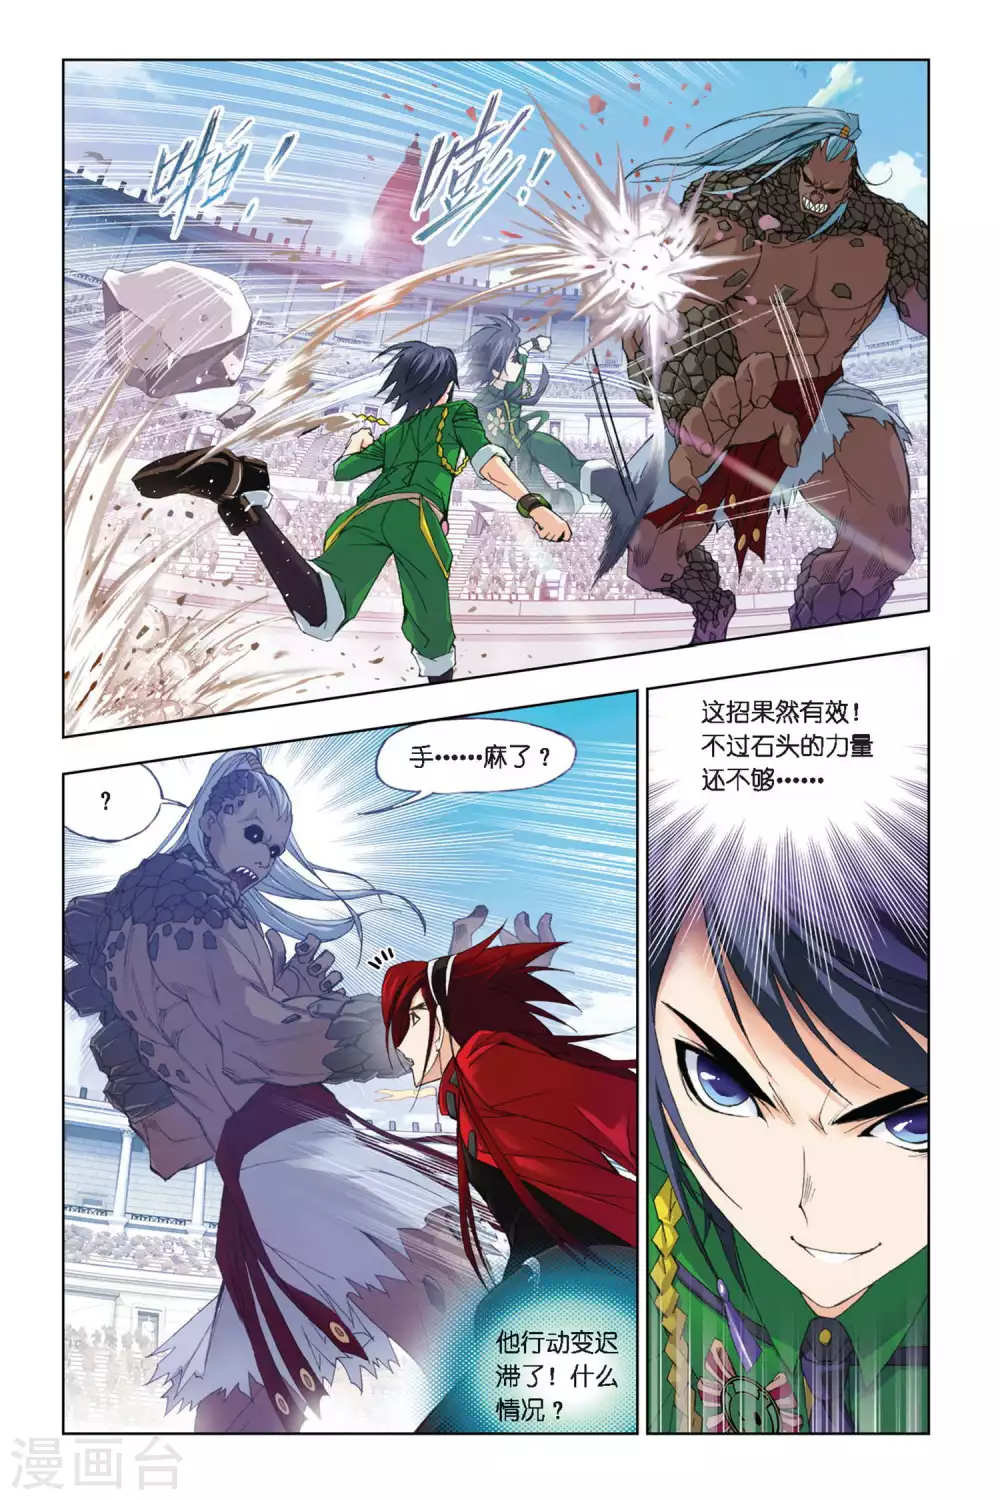 啪！
嘭！
这招果然有效！
不过石头的力量
还不够……
手……麻了？
？
他行动变迟
滞了！什么
情况？
漫画台